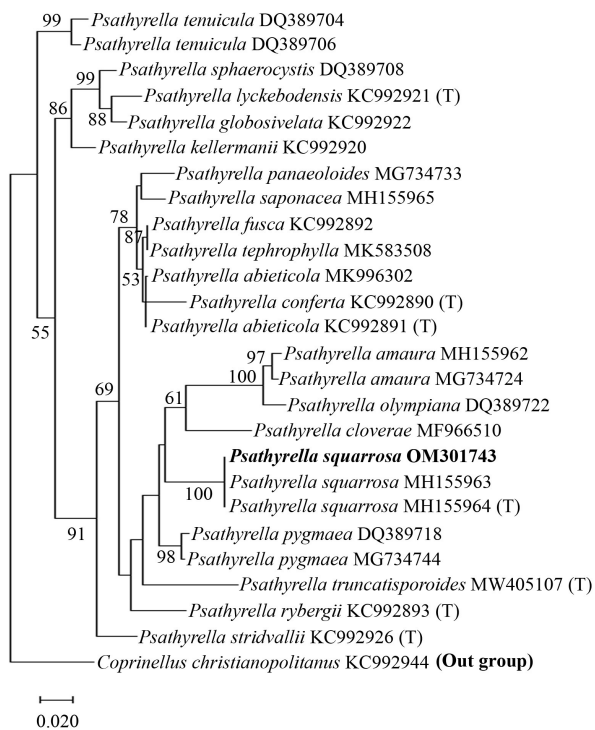 99
Psathyrella tenuicula DQ389704
Psathyrella tenuicula DQ389706
Psathyrella sphaerocystis DQ389708
99
Psathyrella lyckebodensis KC992921 (T)
86
88
Psathyrella globosivelata KC992922
Psathyrella kellermanii KC992920
Psathyrella panaeoloides MG734733
Psathyrella saponacea MH155965
78
Psathyrella fusca KC992892
87
Psathyrella tephrophylla MK583508
53
Psathyrella abieticola MK996302
Psathyrella conferta KC992890 (T)
Psathyrella abieticola KC992891 (T)
55
97
Psathyrella amaura MH155962
100
Psathyrella amaura MG734724
69
61
Psathyrella olympiana DQ389722
Psathyrella cloverae MF966510
Psathyrella squarrosa OM301743
Psathyrella squarrosa MH155963
100
Psathyrella squarrosa MH155964 (T)
91
Psathyrella pygmaea DQ389718
98
Psathyrella pygmaea MG734744
Psathyrella truncatisporoides MW405107 (T)
Psathyrella rybergii KC992893 (T)
Psathyrella stridvallii KC992926 (T)
Coprinellus christianopolitanus KC992944 (Out group)
0.020